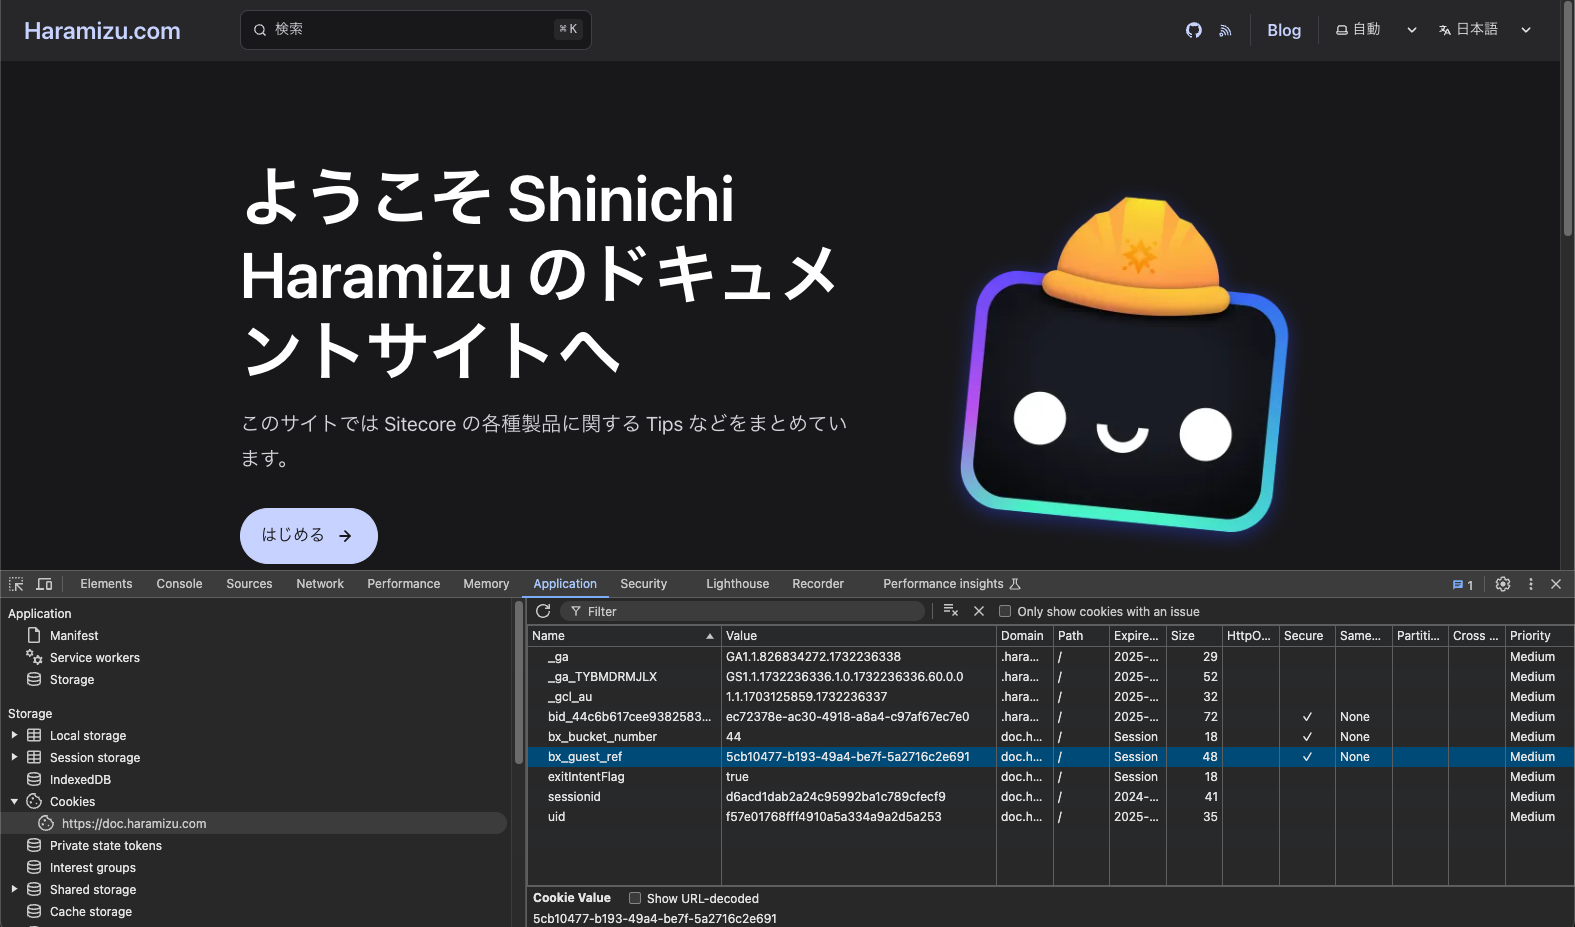 Haramizu.com
検索
⌘ K
Blog
自動
日本語
ようこそ Shinichi
Haramizu のドキュメ
ントサイトへ
このサイトでは Sitecore の各種製品に関する Tips などをまとめてい
ます。
はじめる →
Elements Console Sources Network Performance Memory Application Security Lighthouse Recorder Performance insights 1
Application
Manifest
Service workers
Storage
Storage
Local storage
Session storage
IndexedDB
Cookies
https://doc.haramizu.com
Private state tokens
Interest groups
Shared storage
Cache storage
Filter
Only show cookies with an issue
Name Value Domain Path Expire... Size HttpO... Secure Same... Partiti... Cross ... Priority
_ga GA1.1.826834272.1732236338 .hara... / 2025-... 29 Medium
_ga_TYBMDRMJLX GS1.1.1732236336.1.0.1732236336.60.0.0 .hara... / 2025-... 52 Medium
_gcl_au 1.1.1703125859.1732236337 .hara... / 2025-... 32 Medium
bid_44c6b617cee9382583... ec72378e-ac30-4918-a8a4-c97af67ec7e0 .hara... / 2025-... 72 ✓ None Medium
bx_bucket_number 44 doc.h... / Session 18 ✓ None Medium
bx_guest_ref 5cb10477-b193-49a4-be7f-5a2716c2e691 doc.h... / Session 48 ✓ None Medium
exitIntentFlag true doc.h... / Session 18 Medium
sessionid d6acd1dab2a24c95992ba1c789cfecf9 doc.h... / 2024-... 41 Medium
uid f57e01768fff4910a5a334a9a2d5a253 doc.h... / 2025-... 35 Medium
Cookie Value Show URL-decoded
5cb10477-b193-49a4-be7f-5a2716c2e691